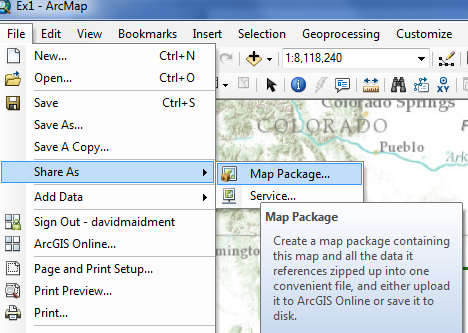 Ex1 - ArcMap
File Edit View Bookmarks Insert Selection Geoprocessing Customize
New... Ctrl+N
1:8,118,240
Open... Ctrl+O
Save Ctrl+S
Save As...
Save A Copy...
Share As
Map Package...
Add Data
Service...
Sign Out - davidmaidment
ArcGIS Online...
Page and Print Setup...
Print Preview...
Print...
Map Package
Create a map package containing
this map and all the data it
references zipped up into one
convenient file, and either upload
it to ArcGIS Online or save it to
disk.
Colorado Springs
COLORADO
Pueblo
XY